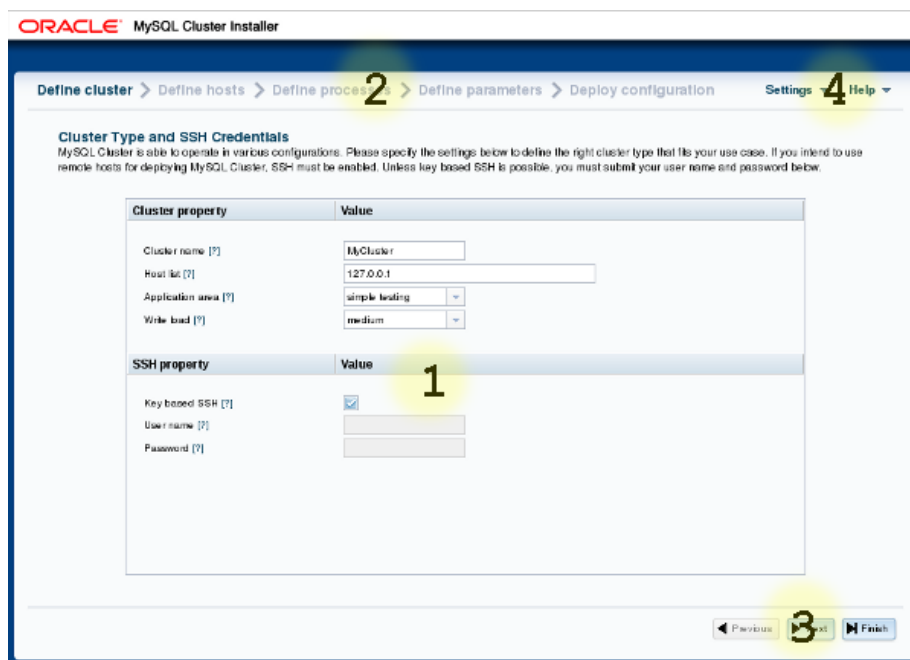 ORACLE MySQL Cluster Installer
Define cluster Define hosts Define processes Define parameters Deploy configuration Settings Help
2
4
Cluster Type and SSH Credentials
MySQL Cluster is able to operate in various configurations. Please specify the settings below to define the right cluster type that fits your use case. If you intend to use
remote hosts for deploying MySQL Cluster, SSH must be enabled. Unless key based SSH is possible, you must submit your user name and password below.
Cluster property Value
Cluster name [?] MyCluster
Host list [?] 127.0.0.1
Application area [?] simple testing
Write load [?] medium
SSH property Value
1
Key based SSH [?]
User name [?]
Password [?]
Previous Next Finish
3